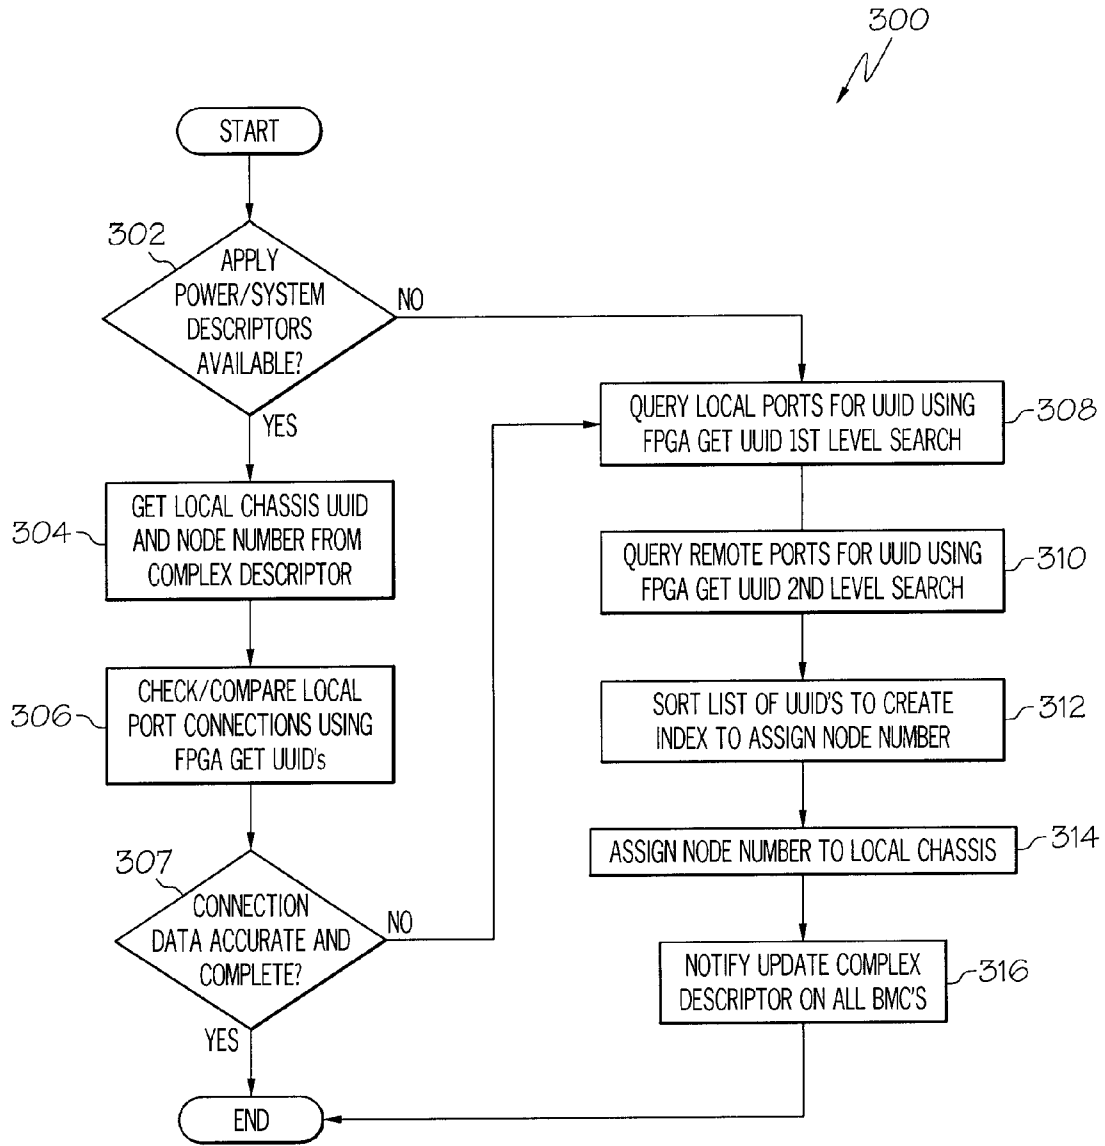 300
START
302
APPLY
POWER/SYSTEM
DESCRIPTORS
AVAILABLE?
NO
YES
304
GET LOCAL CHASSIS UUID
AND NODE NUMBER FROM
COMPLEX DESCRIPTOR
306
CHECK/COMPARE LOCAL
PORT CONNECTIONS USING
FPGA GET UUID's
307
CONNECTION
DATA ACCURATE AND
COMPLETE?
NO
YES
END
QUERY LOCAL PORTS FOR UUID USING
FPGA GET UUID 1ST LEVEL SEARCH
308
QUERY REMOTE PORTS FOR UUID USING
FPGA GET UUID 2ND LEVEL SEARCH
310
SORT LIST OF UUID'S TO CREATE
INDEX TO ASSIGN NODE NUMBER
312
ASSIGN NODE NUMBER TO LOCAL CHASSIS
314
NOTIFY UPDATE COMPLEX
DESCRIPTOR ON ALL BMC'S
316